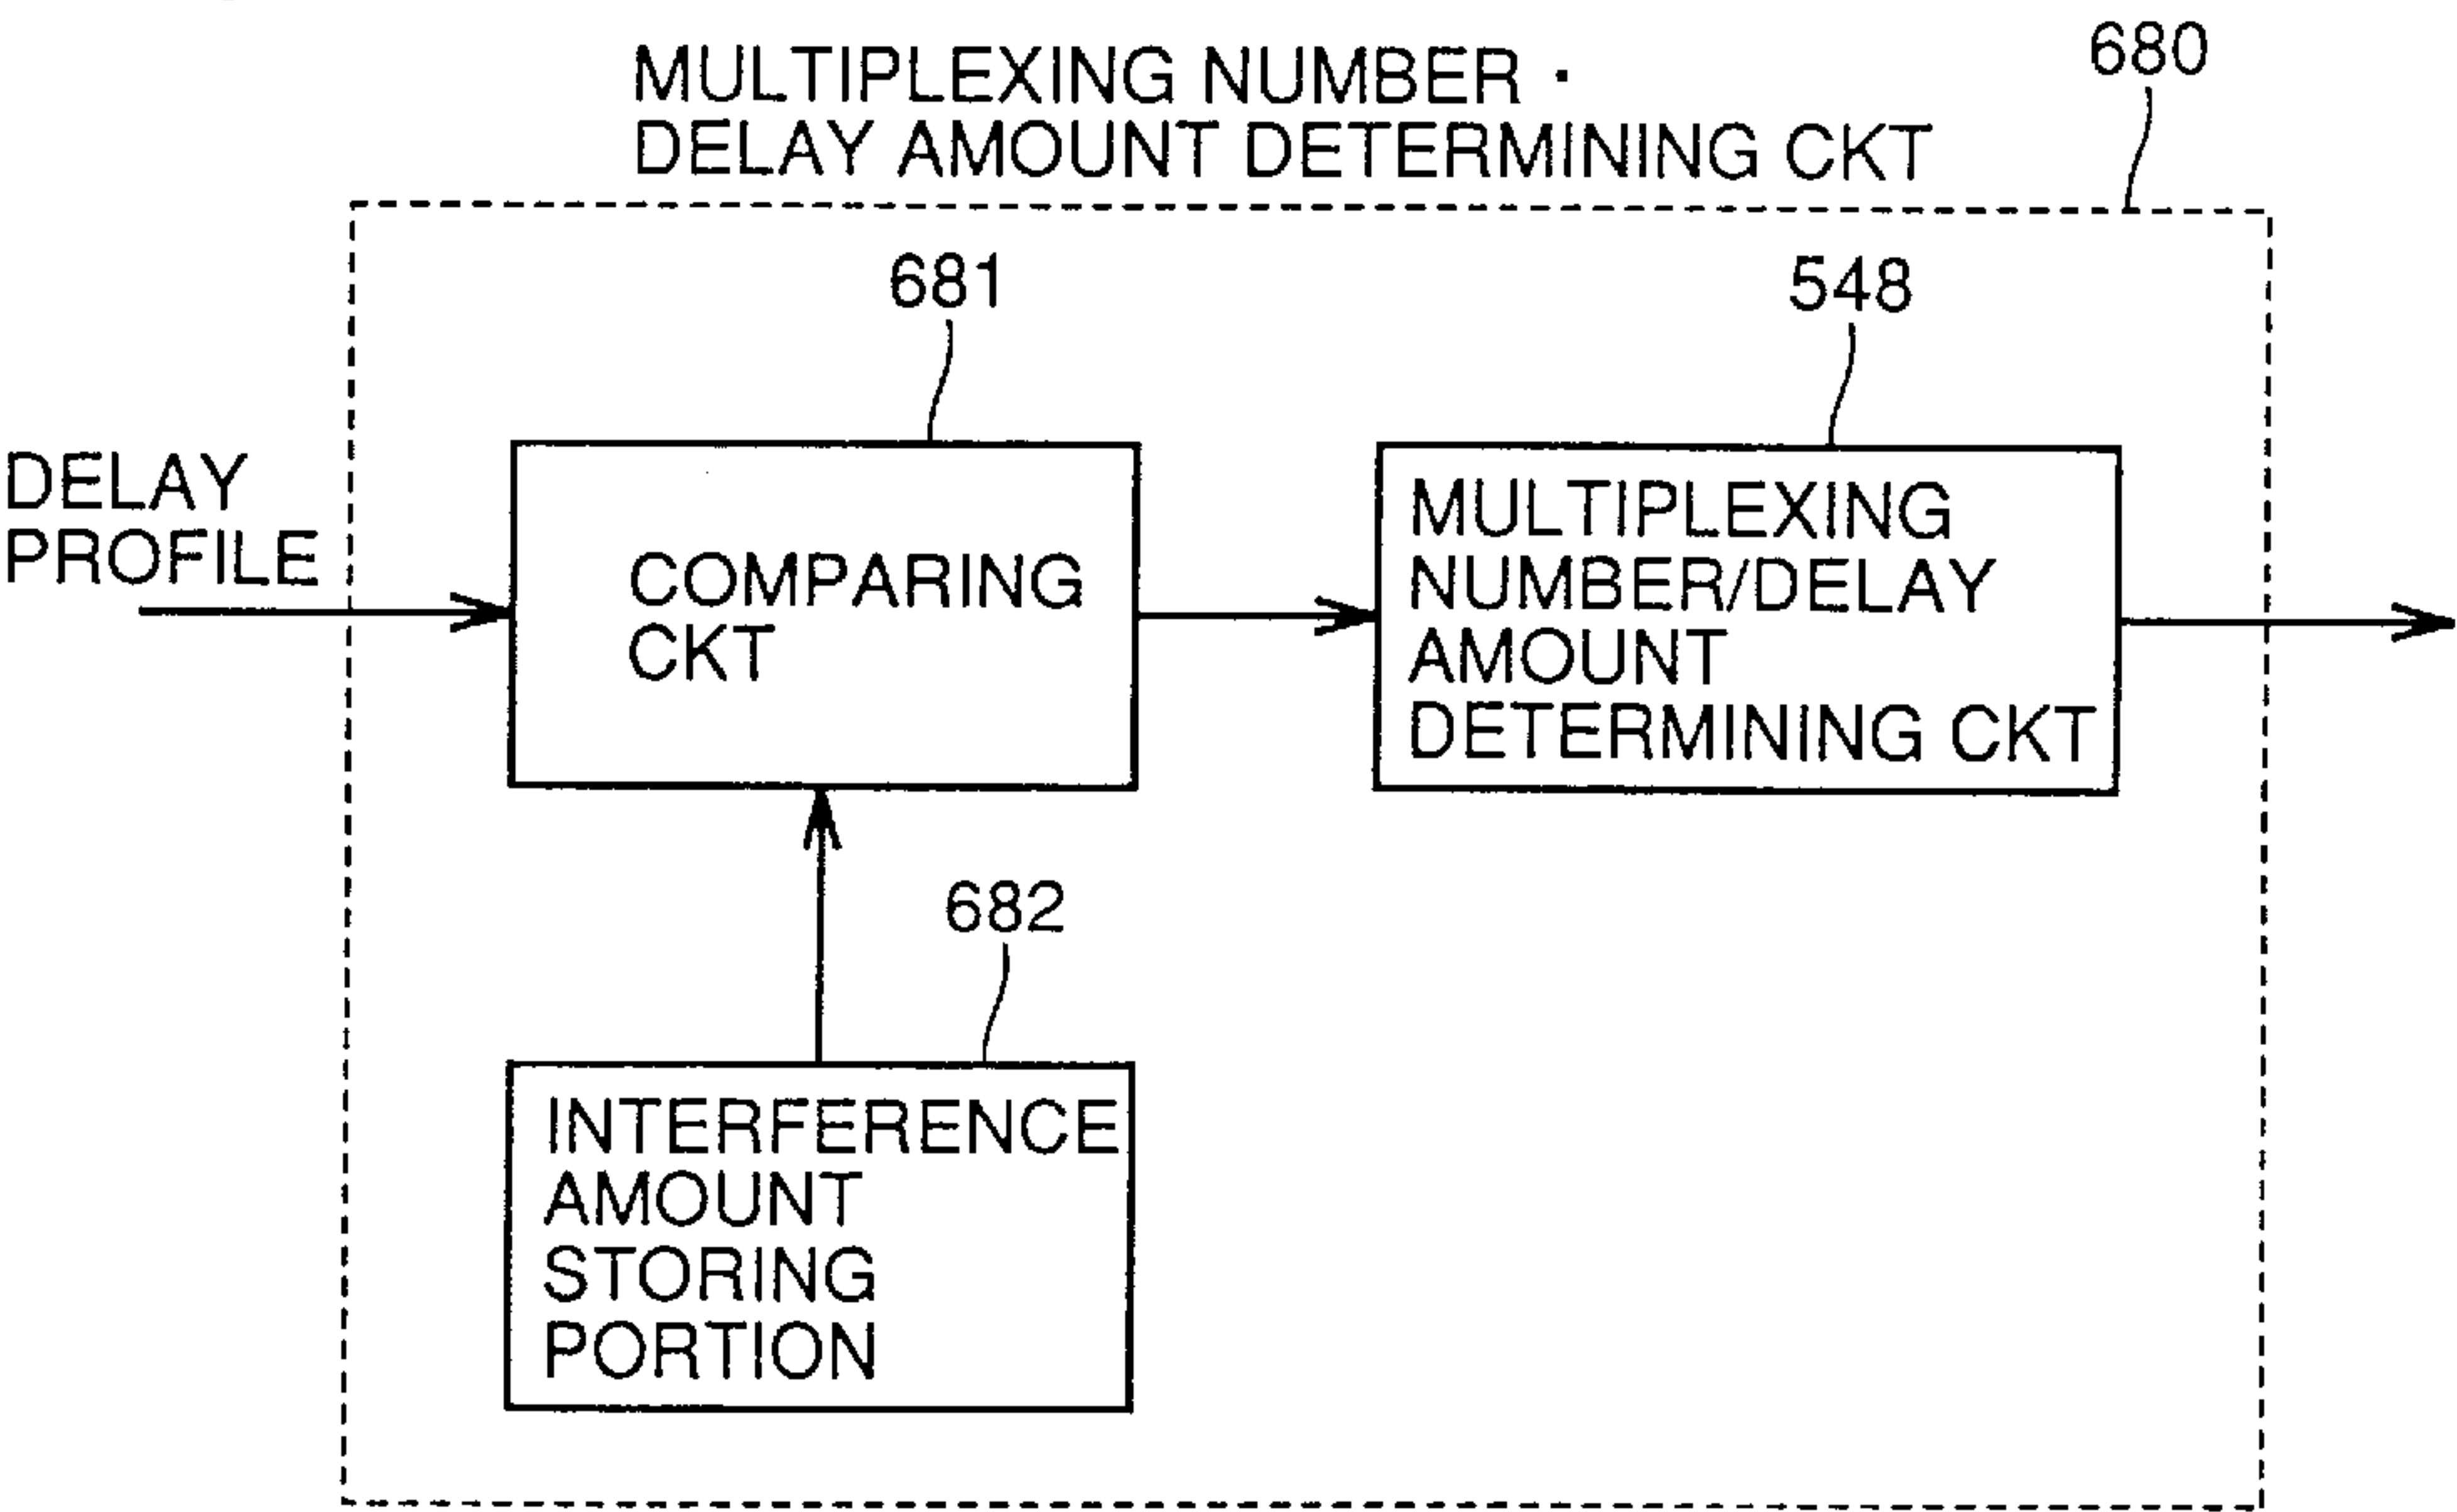 680
MULTIPLEXING NUMBER ·
DELAY AMOUNT DETERMINING CKT
681
548
DELAY
PROFILE
COMPARING
CKT
MULTIPLEXING
NUMBER/DELAY
AMOUNT
DETERMINING CKT
682
INTERFERENCE
AMOUNT
STORING
PORTION